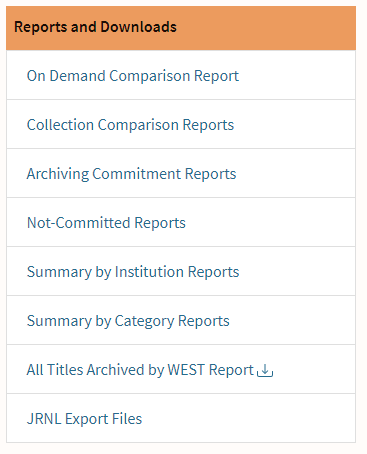 Reports and Downloads
On Demand Comparison Report
Collection Comparison Reports
Archiving Commitment Reports
Not-Committed Reports
Summary by Institution Reports
Summary by Category Reports
All Titles Archived by WEST Report
JRNL Export Files